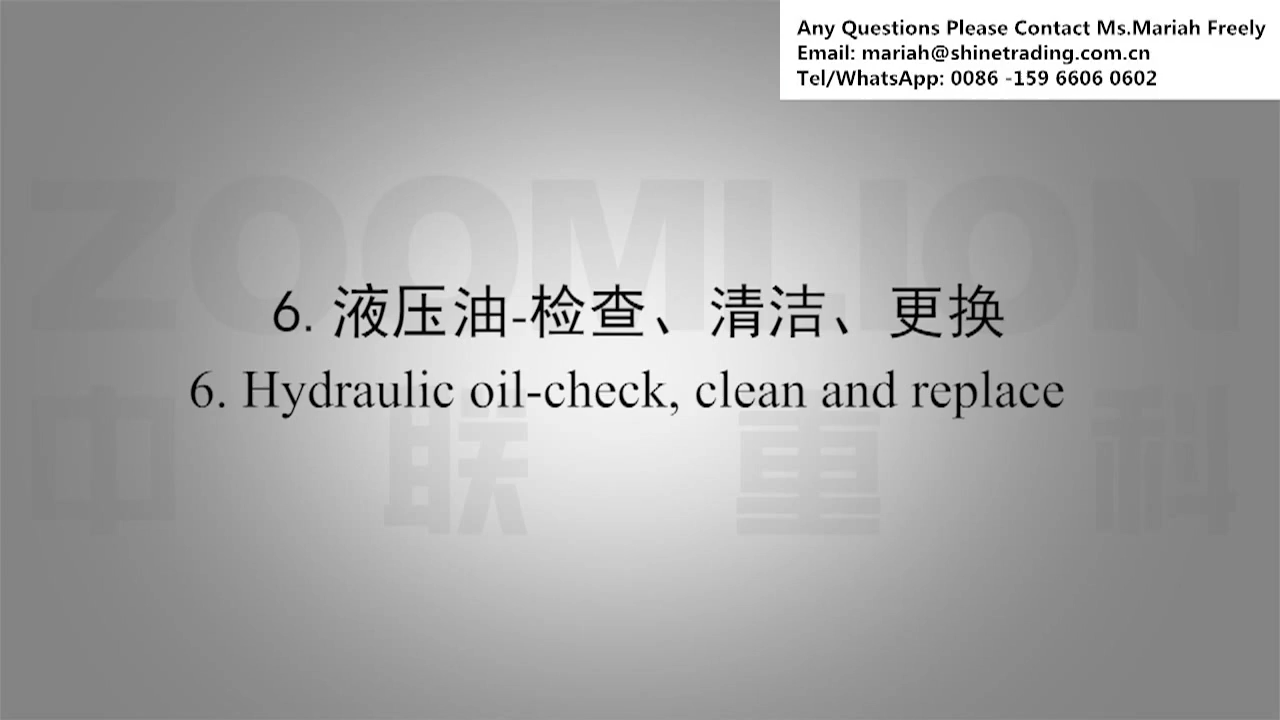 Any Questions Please Contact Ms.Mariah Freely
Email: mariah@shinetrading.com.cn
Tel/WhatsApp: 0086 -159 6606 0602
ZOOMLION
6.液压油-检查、清洁、更换
6. Hydraulic oil-check, clean and replace
中联重科